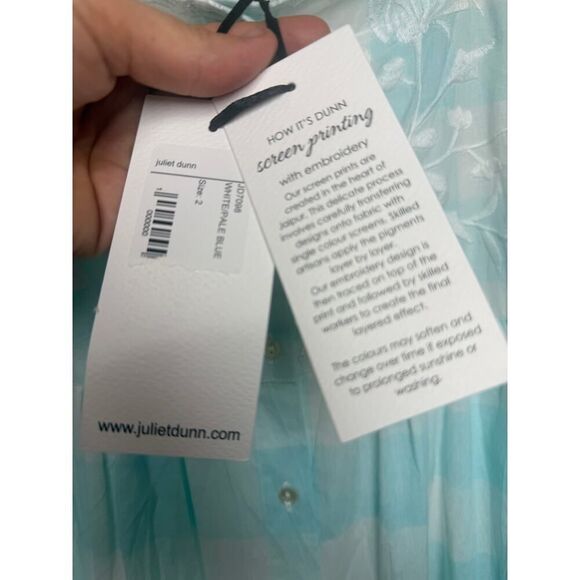 juliet dunn
JD7098
WHITE/PALE BLUE
Size: 2
0000000
www.julietdunn.com
HOW IT'S DUNN
screen printing
with embroidery
Our screen prints are
created in the heart of
Jaipur. This delicate process
involves carefully transferring
designs onto fabric with
single colour screens. Skilled
artisans apply the pigments
layer by layer.
Our embroidery design is
then traced on top of the
print and followed by skilled
workers to create the final
layered effect.
The colours may soften and
change over time if exposed
to prolonged sunshine or
washing.